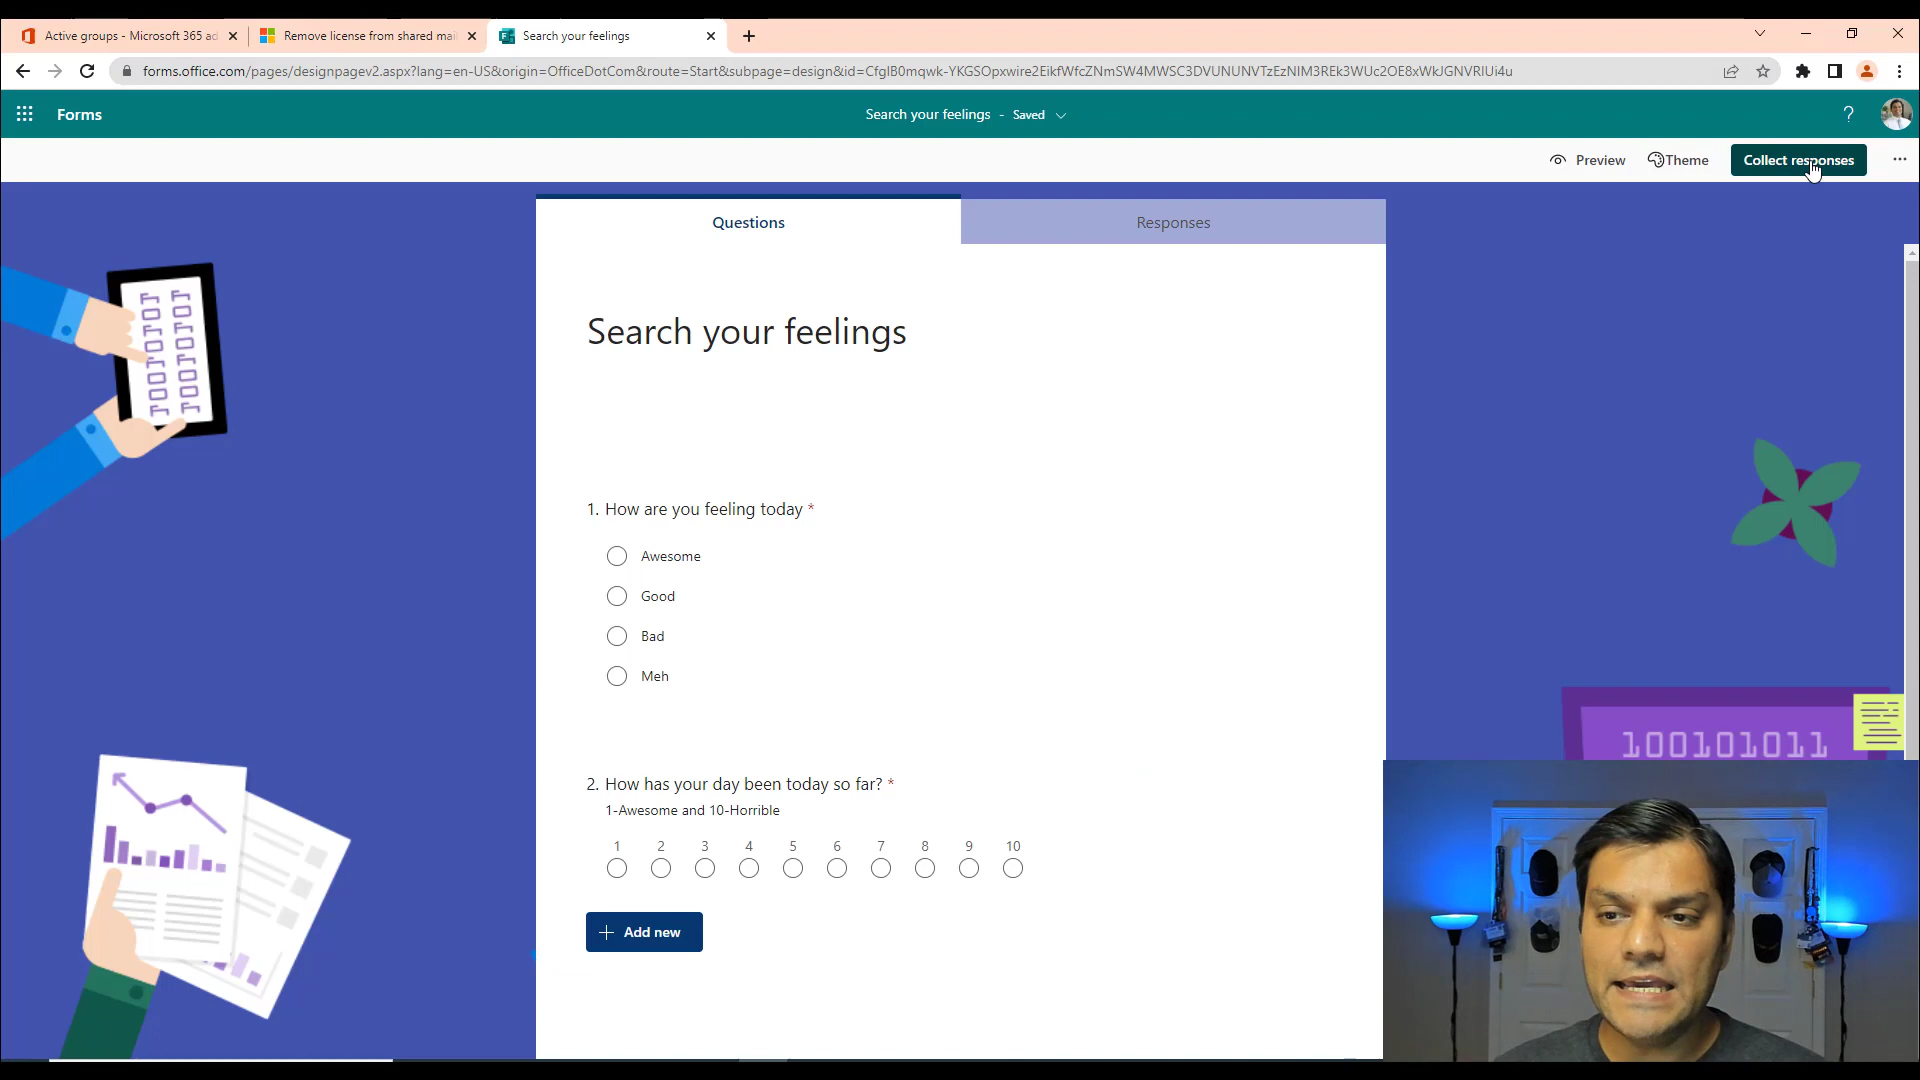 Active groups - Microsoft 365 ad
Remove license from shared mai
Search your feelings
forms.office.com/pages/designpagev2.aspx?lang=en-US&origin=OfficeDotCom&route=Start&subpage=design&id=CfglB0mqwk-YKGSOpxwire2EikfWfcZNmSW4MWSC3DVUNUNVTzEzNlM3REk3WUc2OE8xWkJGNVRIUi4u
Forms
Search your feelings - Saved
?
Preview
Theme
Collect responses
Questions
Responses
Search your feelings
1. How are you feeling today *
Awesome
Good
Bad
Meh
2. How has your day been today so far? *
1-Awesome and 10-Horrible
1 2 3 4 5 6 7 8 9 10
Add new
100101011